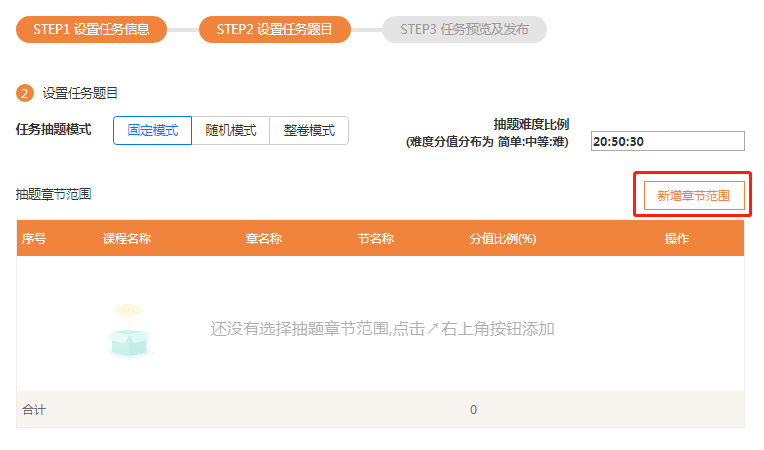 STEP1 设置任务信息 STEP2 设置任务题目 STEP3 任务预览及发布
2 设置任务题目
任务抽题模式 固定模式 随机模式 整卷模式 抽题难度比例
(难度分值分布为 简单:中等:难) 20:50:30
抽题章节范围 新增章节范围
序号 课程名称 章名称 节名称 分值比例(%) 操作
还没有选择抽题章节范围,点击↗右上角按钮添加
合计 0